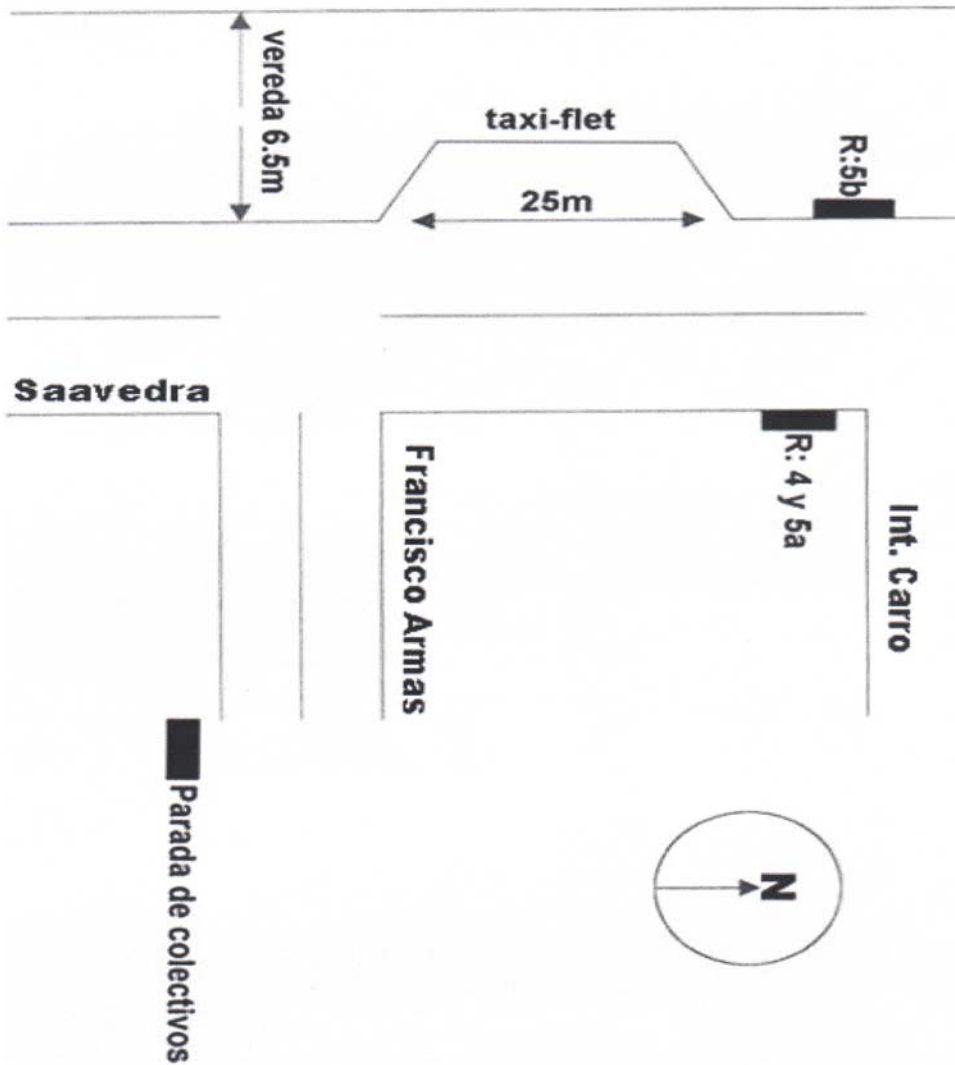 vereda 6.5m
taxi-flet
25m
R:5b
Saavedra
Francisco Armas
R: 4 y 5a
Int. Carro
Parada de colectivos
N